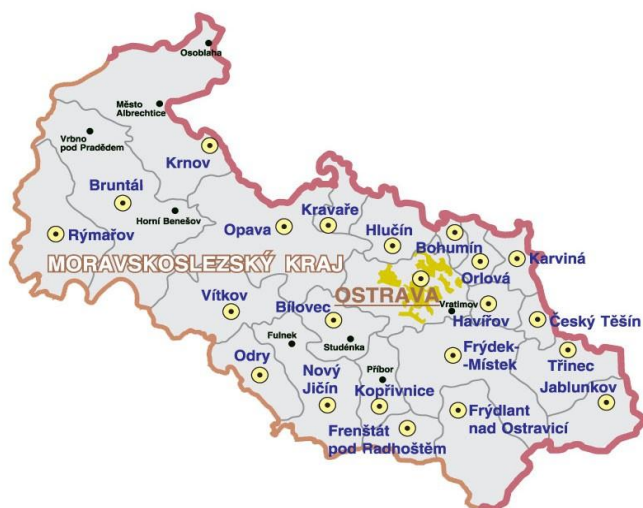 Osoblaha
Město
Albrechtice
Vrbno
pod Pradědem
Krnov
Bruntál
Horní Benešov
Rýmařov
Opava
Kravaře
Hlučín
Bohumín
Karviná
Orlová
MORAVSKOSLEZSKÝ KRAJ
OSTRAVA
Vratimov
Havířov
Český Těšín
Vítkov
Bílovec
Fulnek
Studénka
Odry
Nový
Jičín
Příbor
Kopřivnice
Frýdek-
-Místek
Třinec
Jablunkov
Frenštát
pod Radhoštěm
Frýdlant
nad Ostravicí